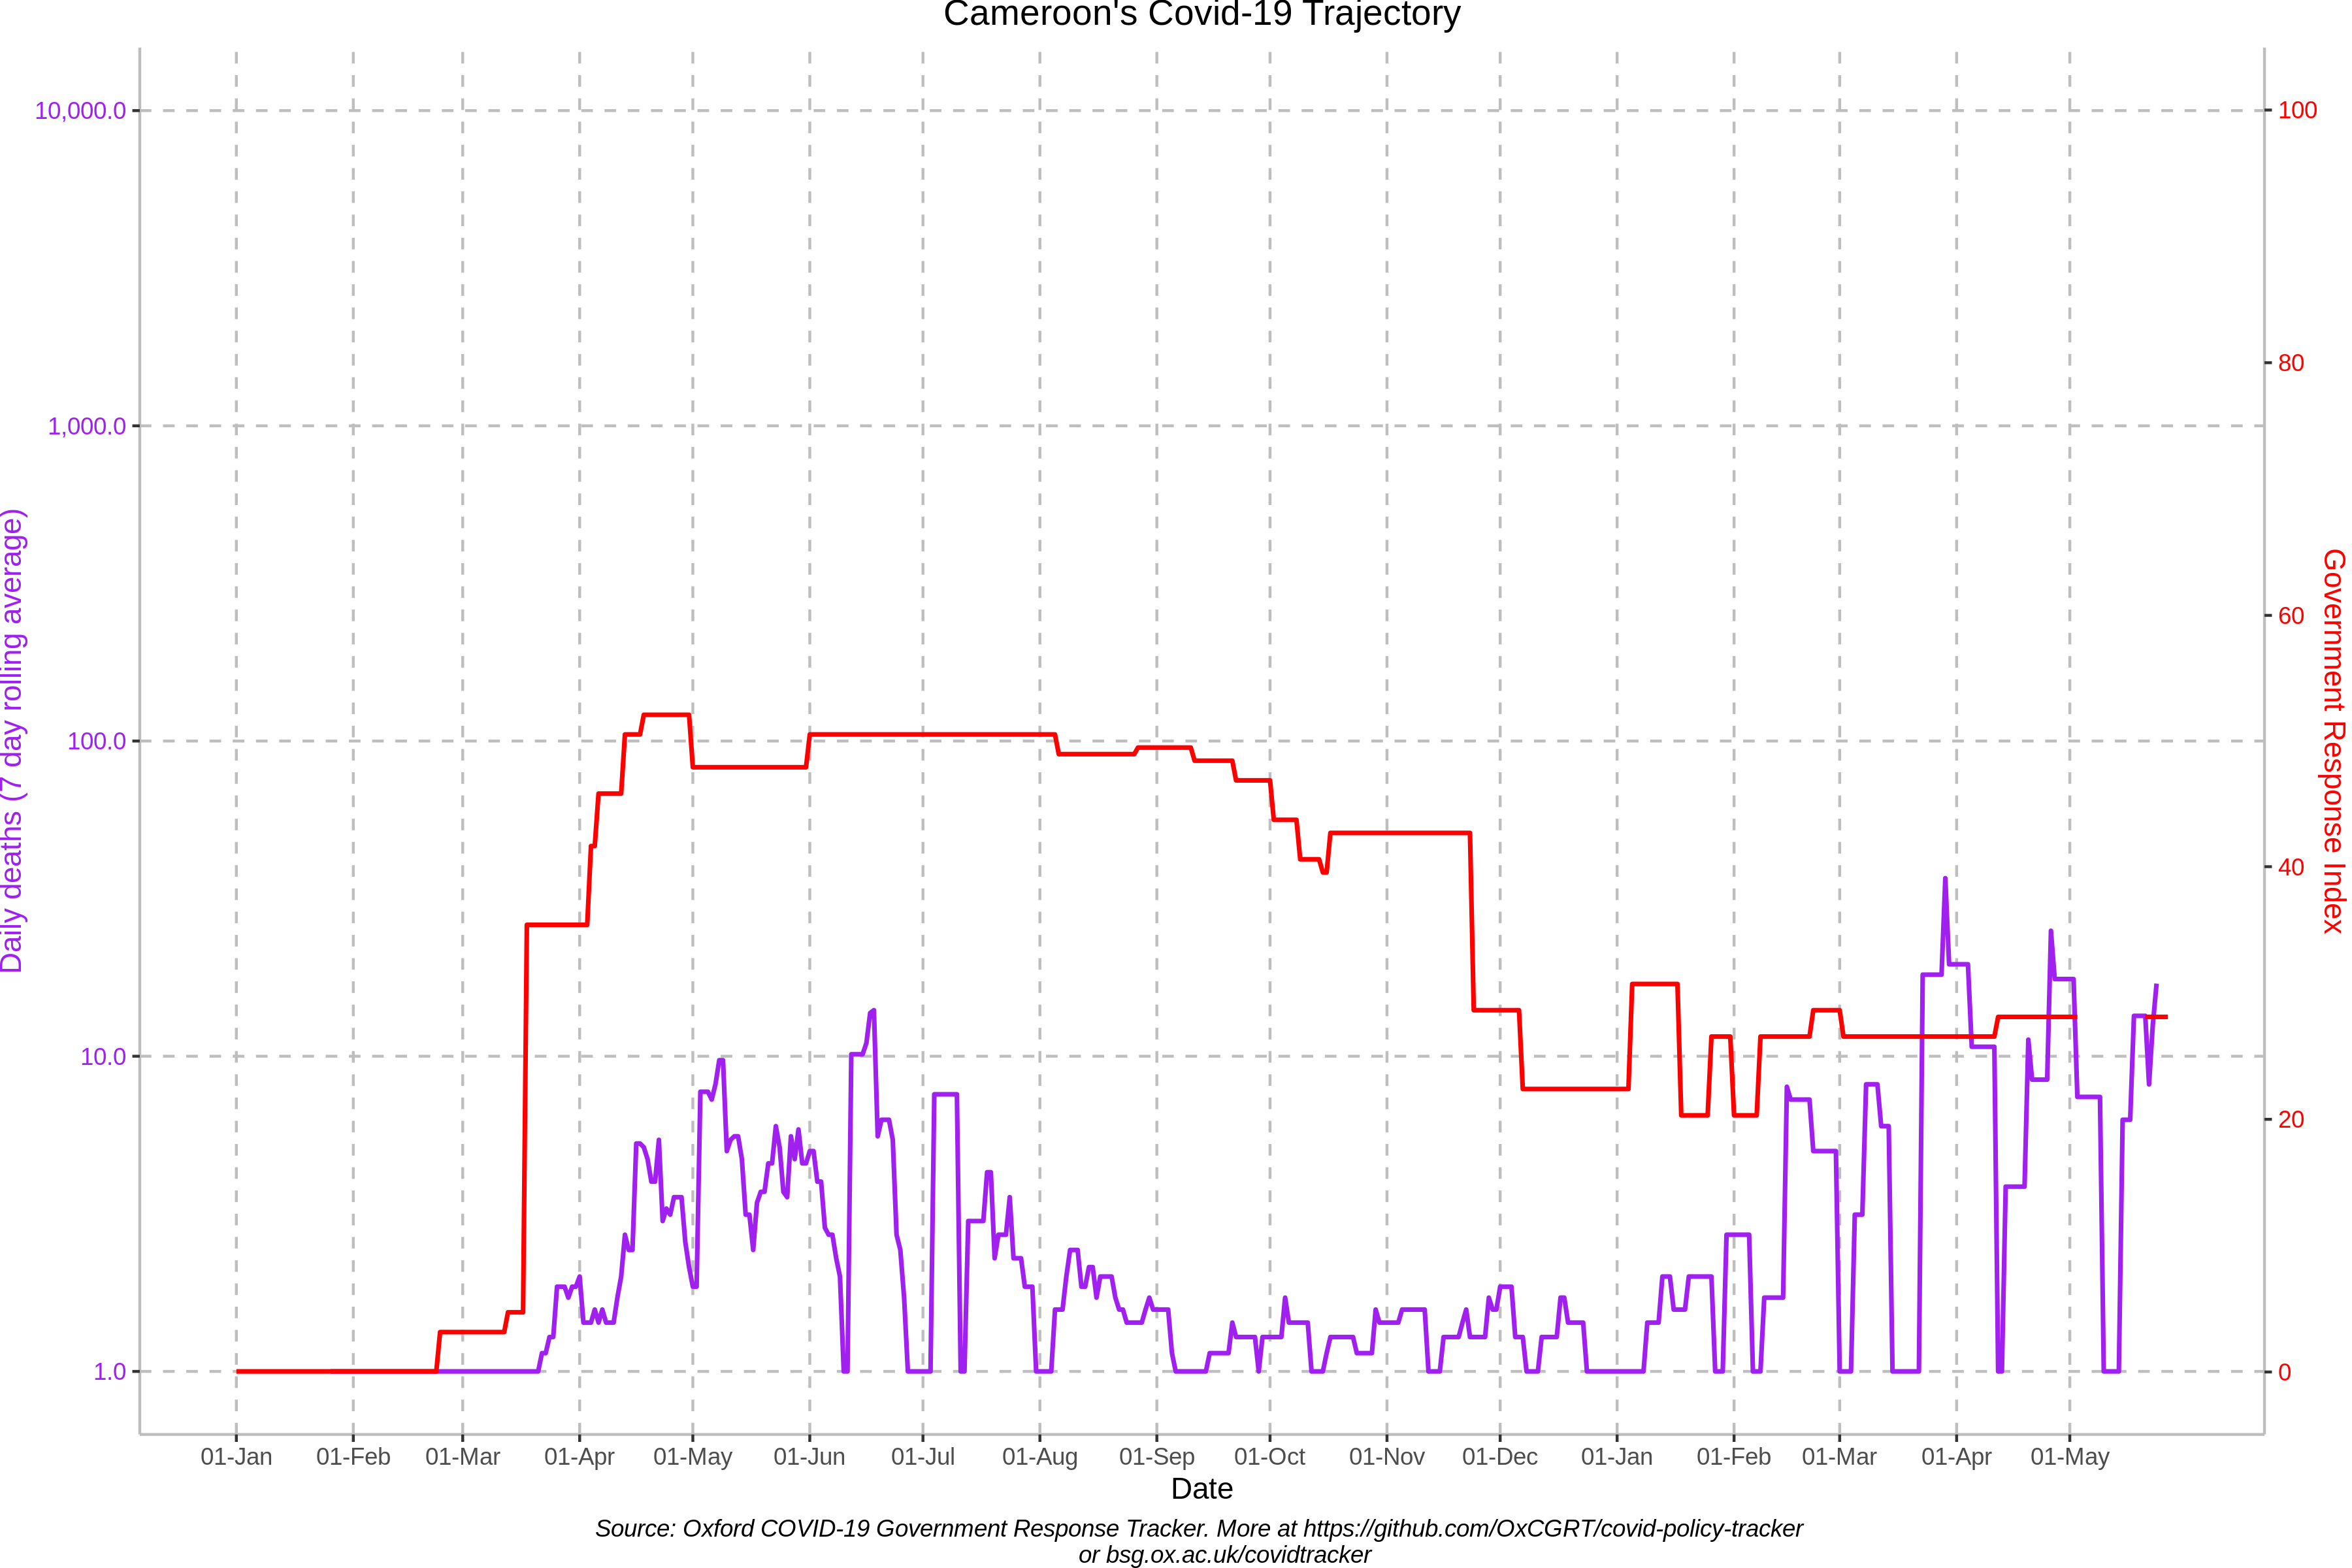 Cameroon's Covid-19 Trajectory
10,000.0
1,000.0
100.0
10.0
1.0
Daily deaths (7 day rolling average)
100
80
60
40
20
0
Government Response Index
01-Jan
01-Feb
01-Mar
01-Apr
01-May
01-Jun
01-Jul
01-Aug
01-Sep
01-Oct
01-Nov
01-Dec
01-Jan
01-Feb
01-Mar
01-Apr
01-May
Date
Source: Oxford COVID-19 Government Response Tracker. More at https://github.com/OxCGRT/covid-policy-tracker
or bsg.ox.ac.uk/covidtracker